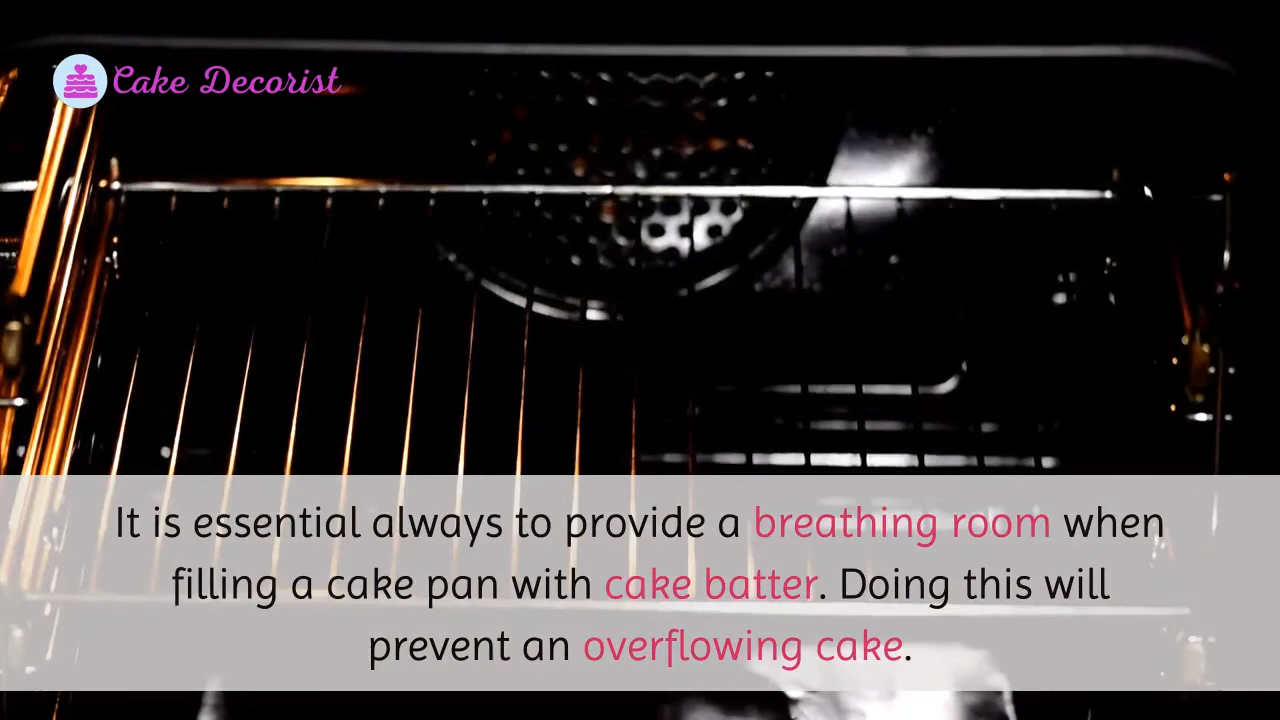 Cake Decorist
It is essential always to provide a breathing room when
filling a cake pan with cake batter. Doing this will
prevent an overflowing cake.